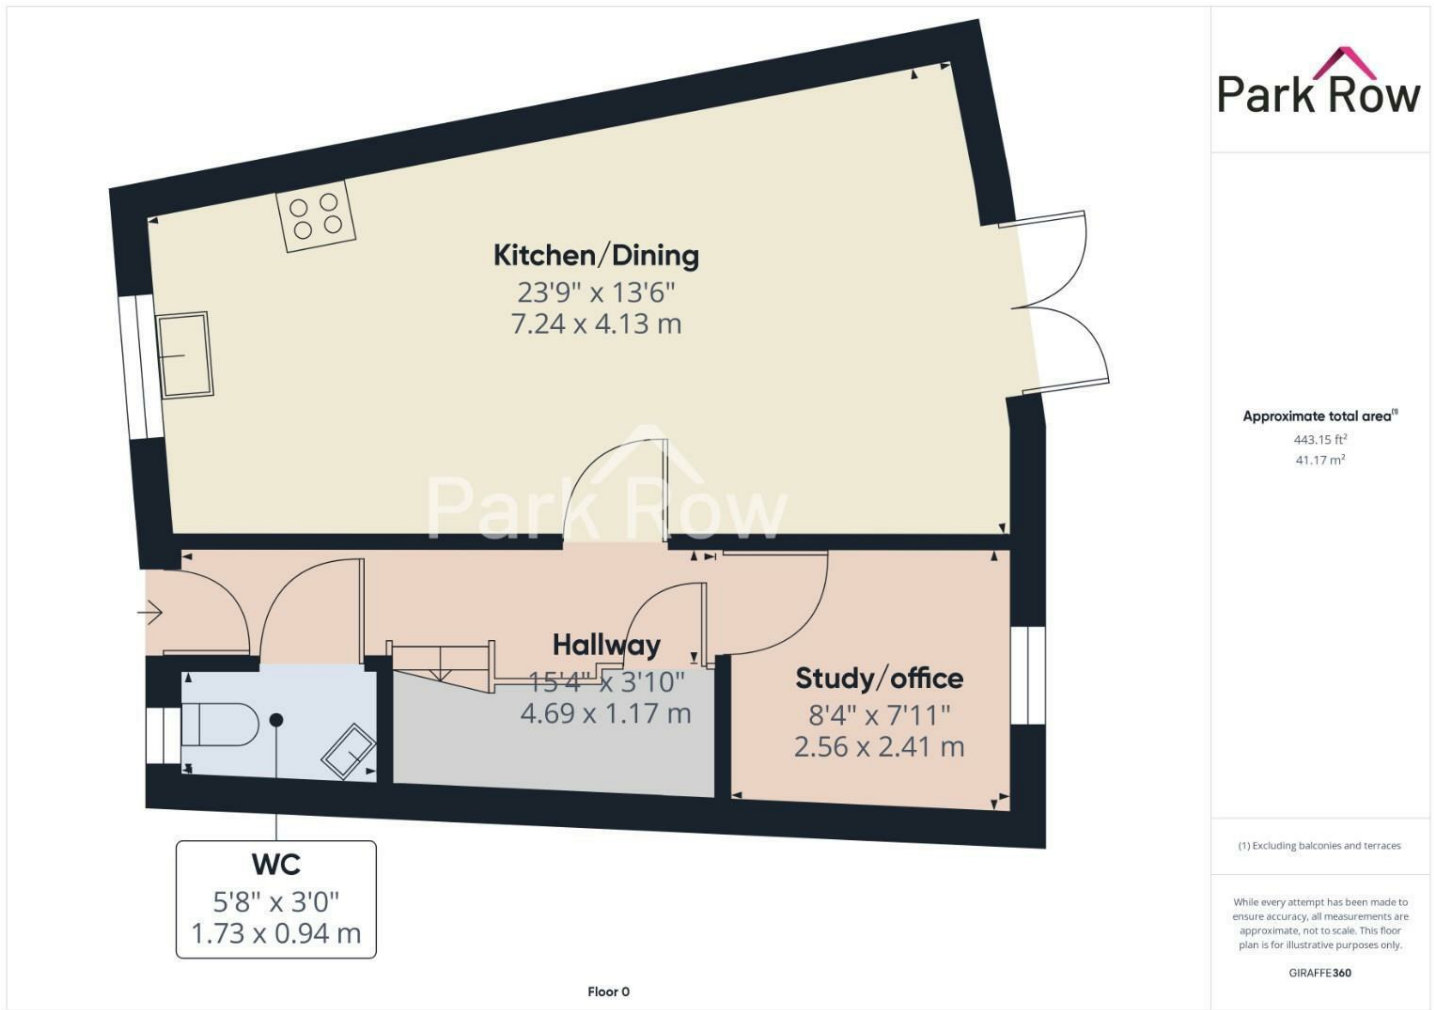 Park Row
Kitchen/Dining
23'9" x 13'6"
7.24 x 4.13 m
Park Row
Hallway
15'4" x 3'10"
4.69 x 1.17 m
Study/office
8'4" x 7'11"
2.56 x 2.41 m
WC
5'8" x 3'0"
1.73 x 0.94 m
Floor 0
Approximate total area(1)
443.15 ft²
41.17 m²
(1) Excluding balconies and terraces
While every attempt has been made to
ensure accuracy, all measurements are
approximate, not to scale. This floor
plan is for illustrative purposes only.
GIRAFFE360